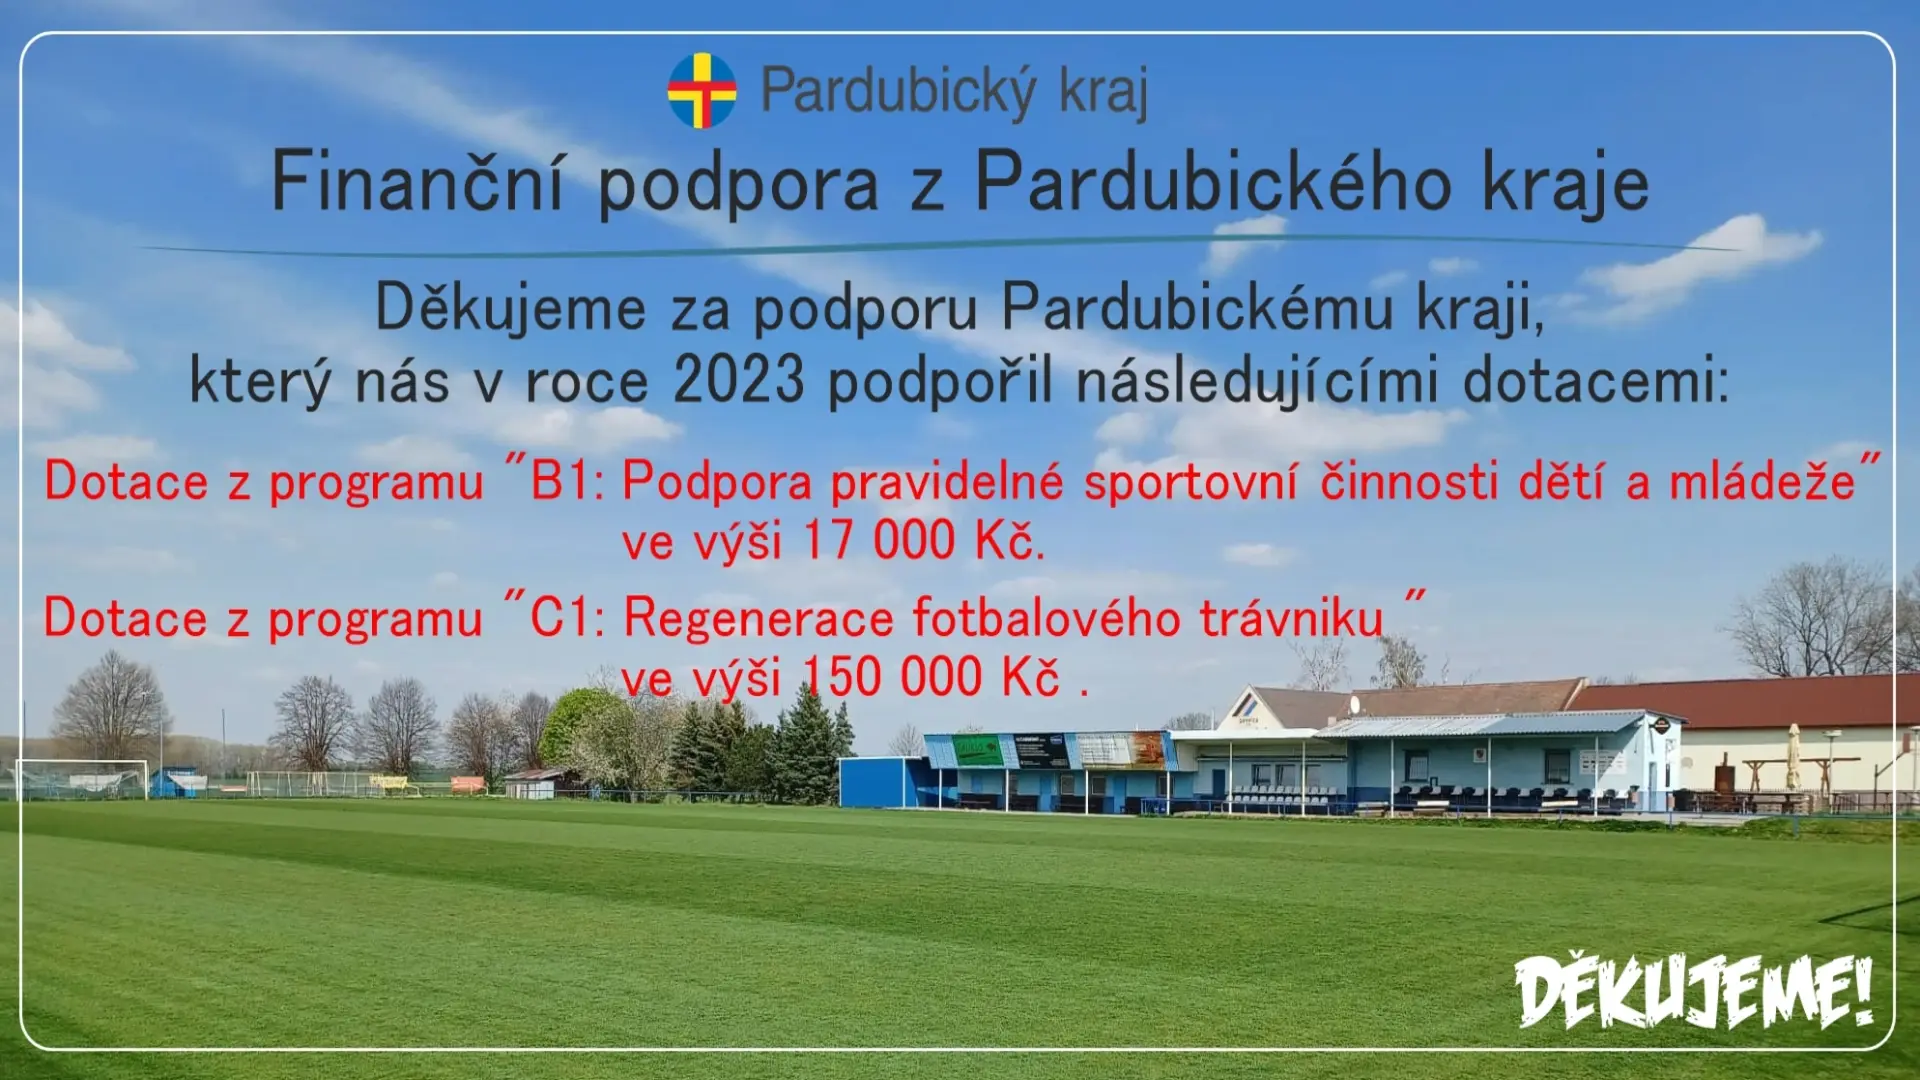 Pardubický kraj
Finanční podpora z Pardubického kraje
Děkujeme za podporu Pardubickému kraji,
který nás v roce 2023 podpořil následujícími dotacemi:
Dotace z programu "B1: Podpora pravidelné sportovní činnosti dětí a mládeže"
ve výši 17 000 Kč.
Dotace z programu "C1: Regenerace fotbalového trávniku "
ve výši 150 000 Kč .
DĚKUJEME!